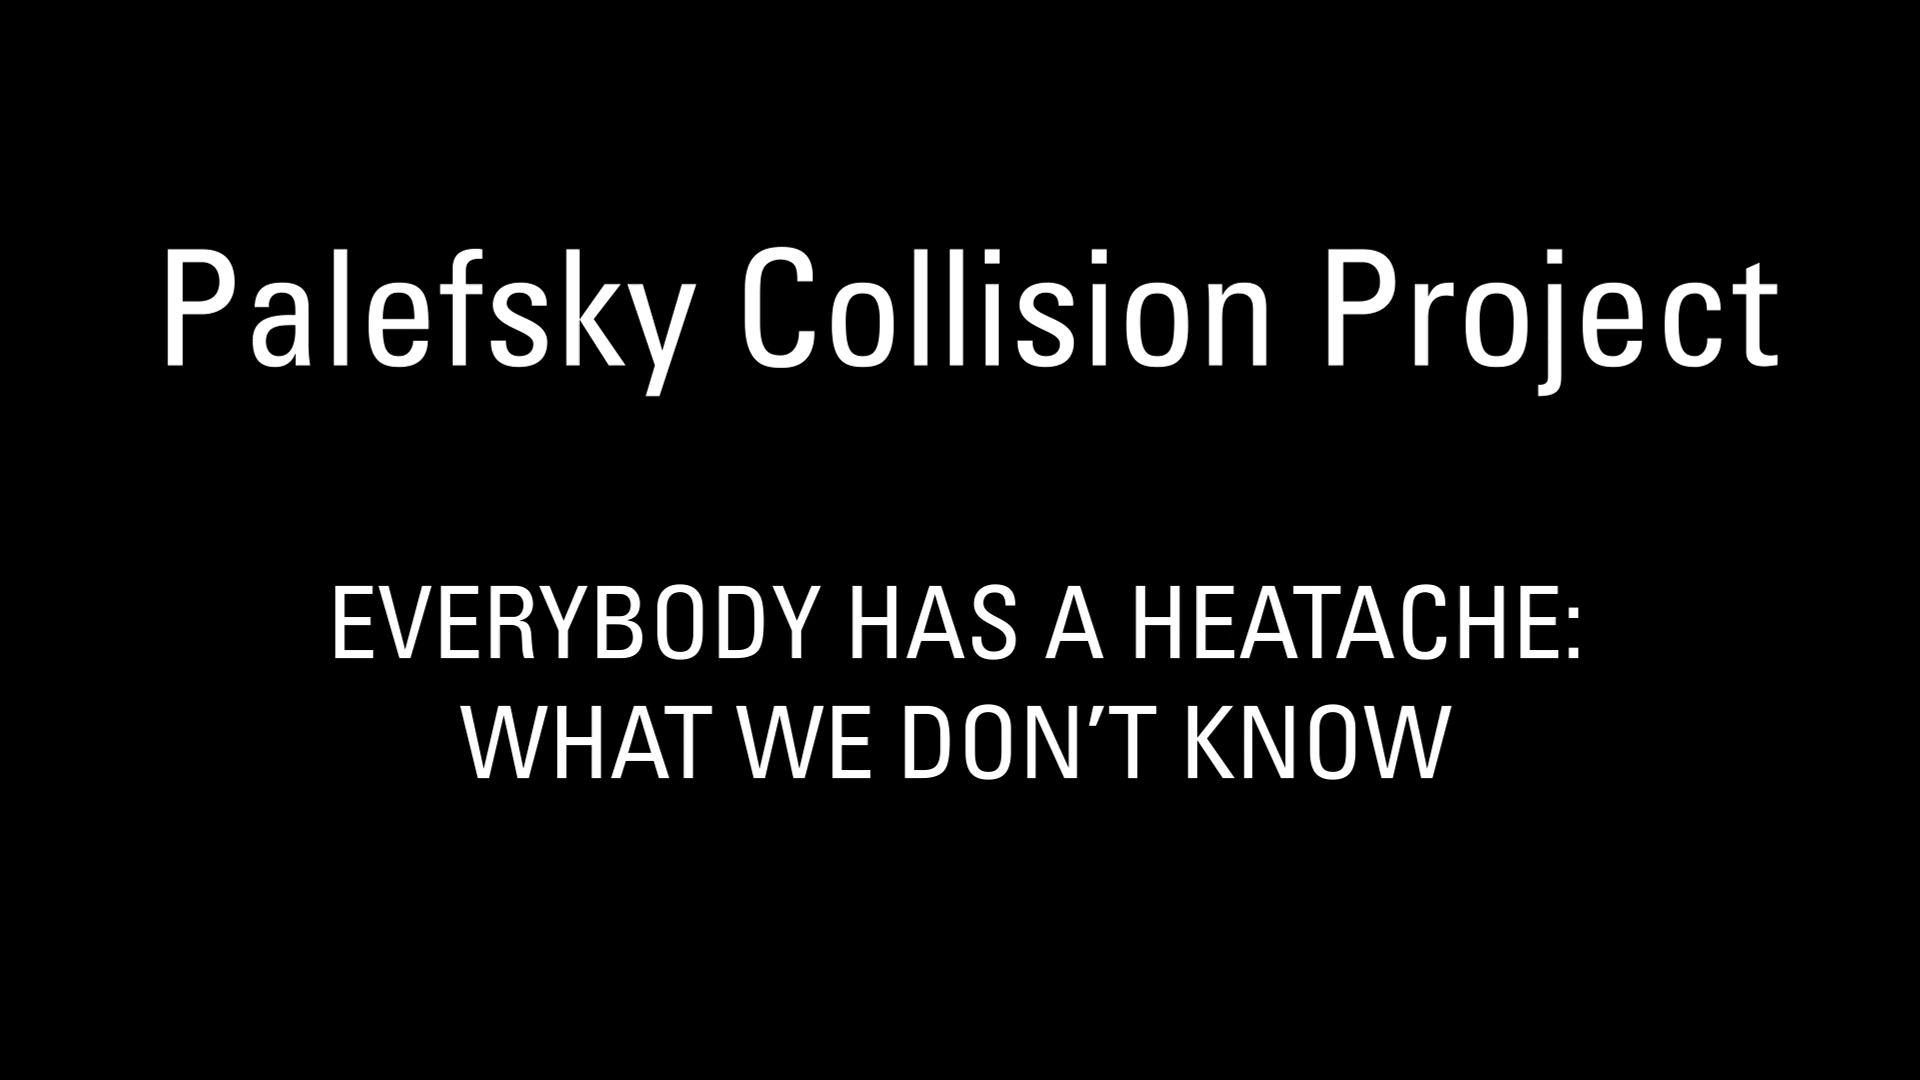 Palefsky Collision Project
EVERYBODY HAS A HEATACHE:
WHAT WE DON’T KNOW